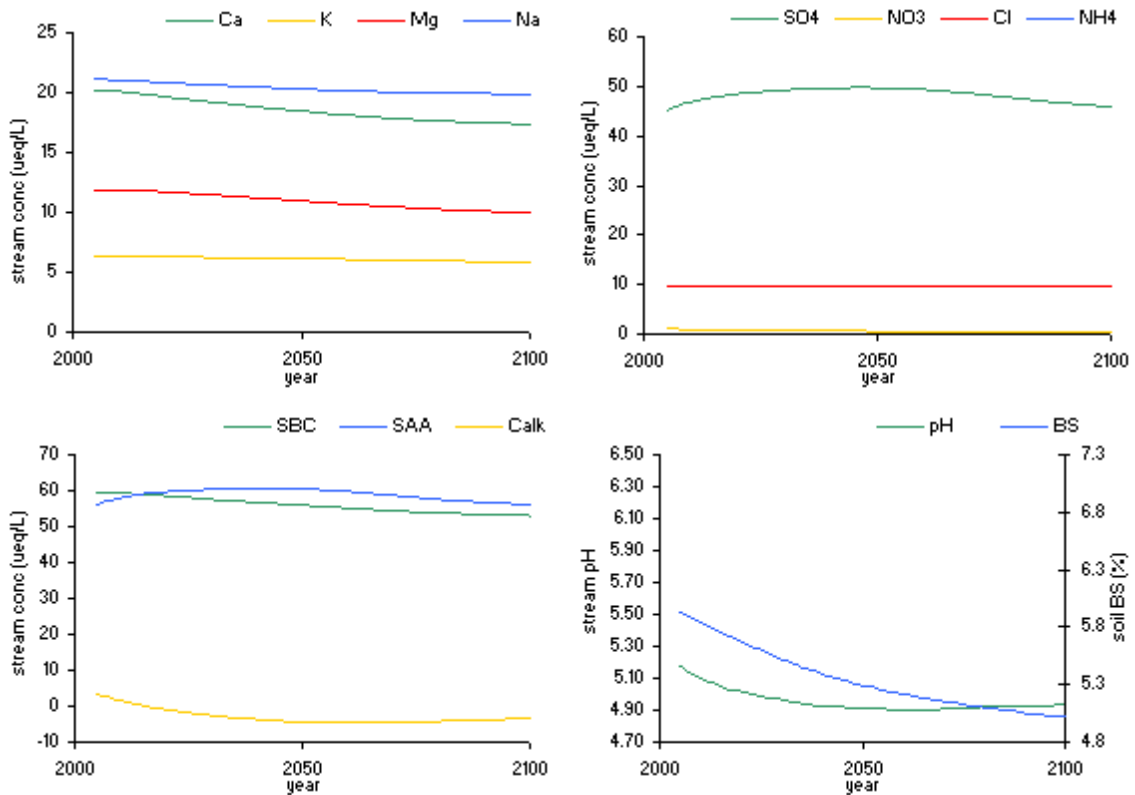 Ca K Mg Na
25
20
15
10
5
0
stream conc (ueq/L)
2000 2050 2100
year
SO4 NO3 Cl NH4
60
50
40
30
20
10
0
stream conc (ueq/L)
2000 2050 2100
year
SBC SAA Calk
70
60
50
40
30
20
10
0
-10
stream conc (ueq/L)
2000 2050 2100
year
pH BS
6.50
6.30
6.10
5.90
5.70
5.50
5.30
5.10
4.90
4.70
stream pH
7.3
6.8
6.3
5.8
5.3
4.8
soil BS (%)
2000 2050 2100
year